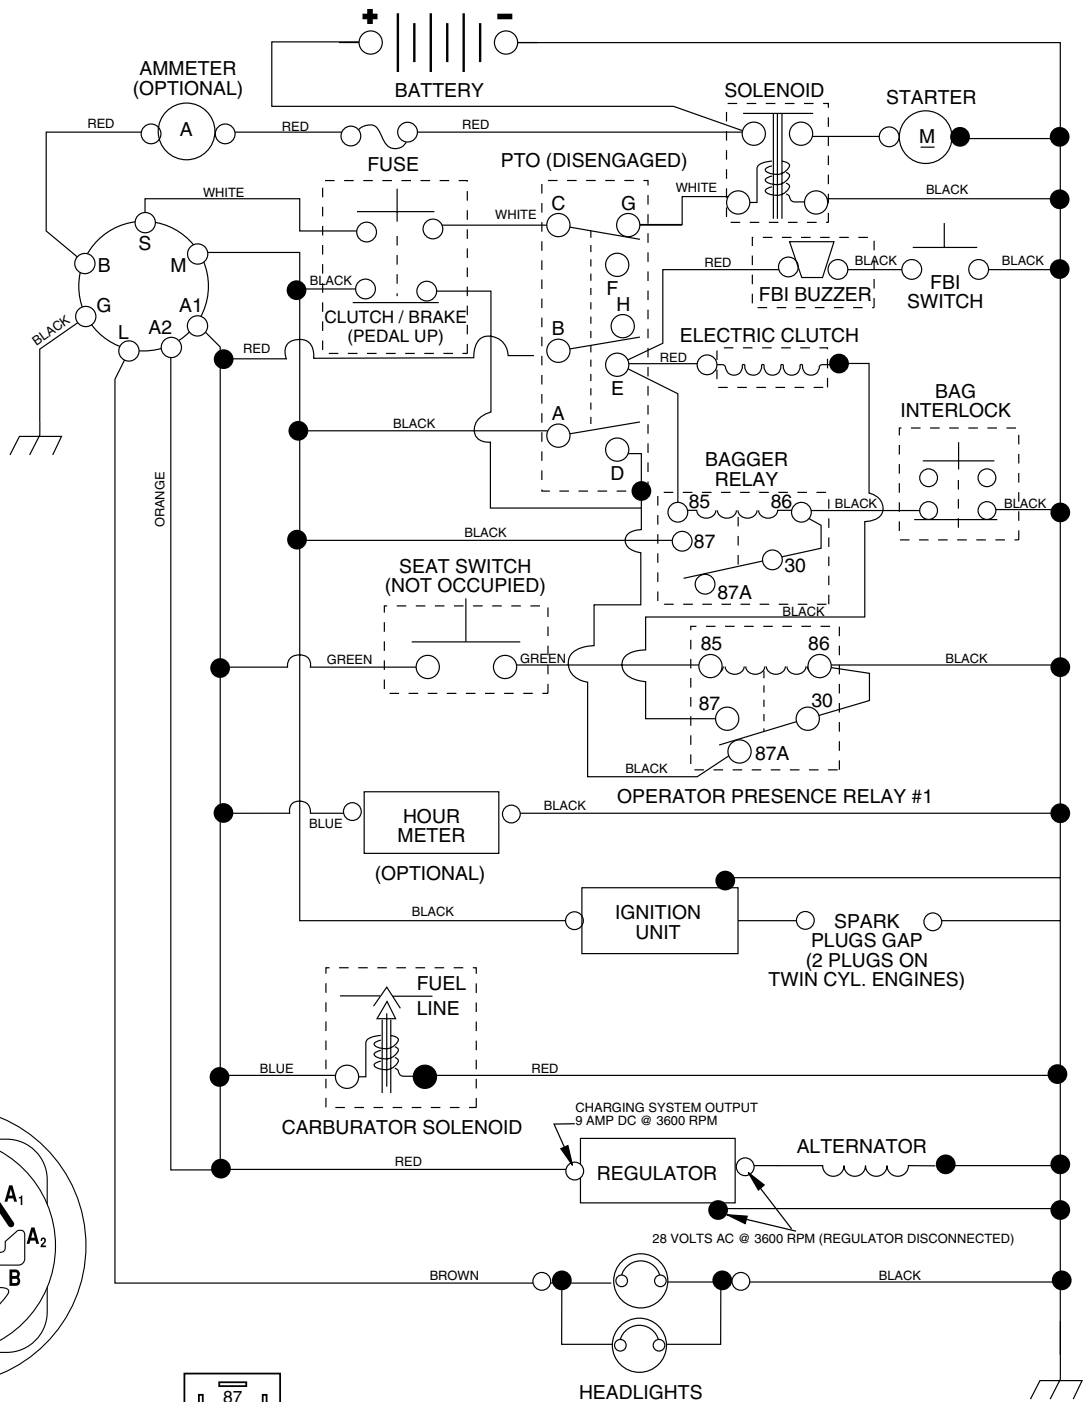 + -
BATTERY
AMMETER
(OPTIONAL)
SOLENOID
STARTER
RED
A
RED
RED
M
FUSE
PTO (DISENGAGED)
WHITE
WHITE
WHITE
BLACK
S
C
G
B
M
F
RED
BLACK
BLACK
FBI BUZZER
FBI
SWITCH
BLACK
CLUTCH / BRAKE
(PEDAL UP)
H
G
A1
A2
L
BLACK
RED
B
E
RED
ELECTRIC CLUTCH
BAG
INTERLOCK
A
BLACK
D
BAGGER
RELAY
ORANGE
85
86
BLACK
BLACK
BLACK
87
30
87A
BLACK
SEAT SWITCH
(NOT OCCUPIED)
GREEN
GREEN
85
86
BLACK
87
30
87A
BLACK
OPERATOR PRESENCE RELAY #1
BLUE
HOUR
METER
BLACK
(OPTIONAL)
BLACK
IGNITION
UNIT
SPARK
PLUGS GAP
(2 PLUGS ON
TWIN CYL. ENGINES)
FUEL
LINE
BLUE
RED
CARBURATOR SOLENOID
CHARGING SYSTEM OUTPUT
9 AMP DC @ 3600 RPM
RED
REGULATOR
ALTERNATOR
28 VOLTS AC @ 3600 RPM (REGULATOR DISCONNECTED)
A1
A2
B
BROWN
BLACK
HEADLIGHTS
87